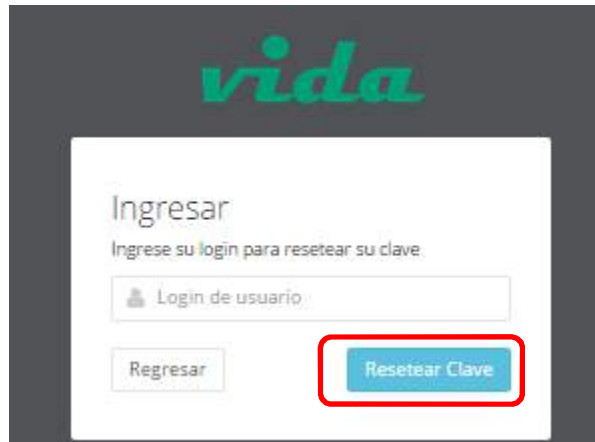 vida
Ingresar
Ingrese su login para resetear su clave
Login de usuario
Regresar
Resetear Clave